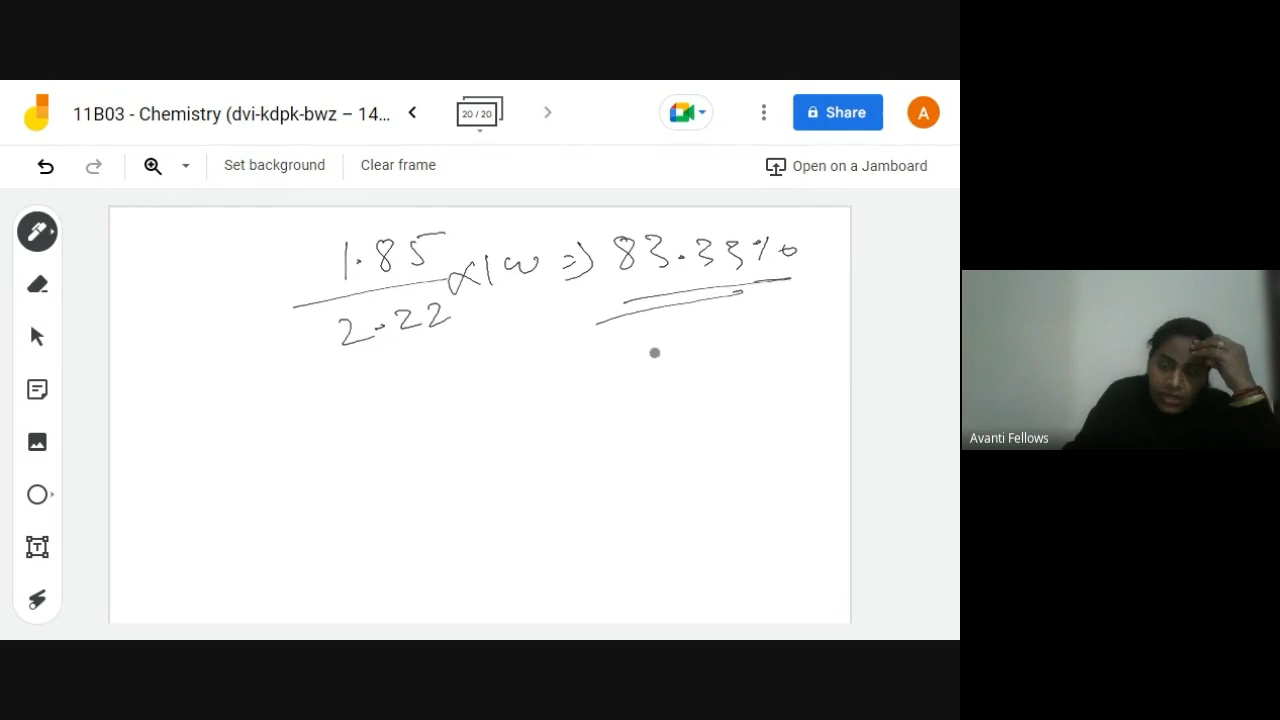 11B03 - Chemistry (dvi-kdpk-bwz – 14...
20 / 20
Share
A
Set background
Clear frame
Open on a Jamboard
1.85
×100 => 83.33%
2.22
T
Avanti Fellows